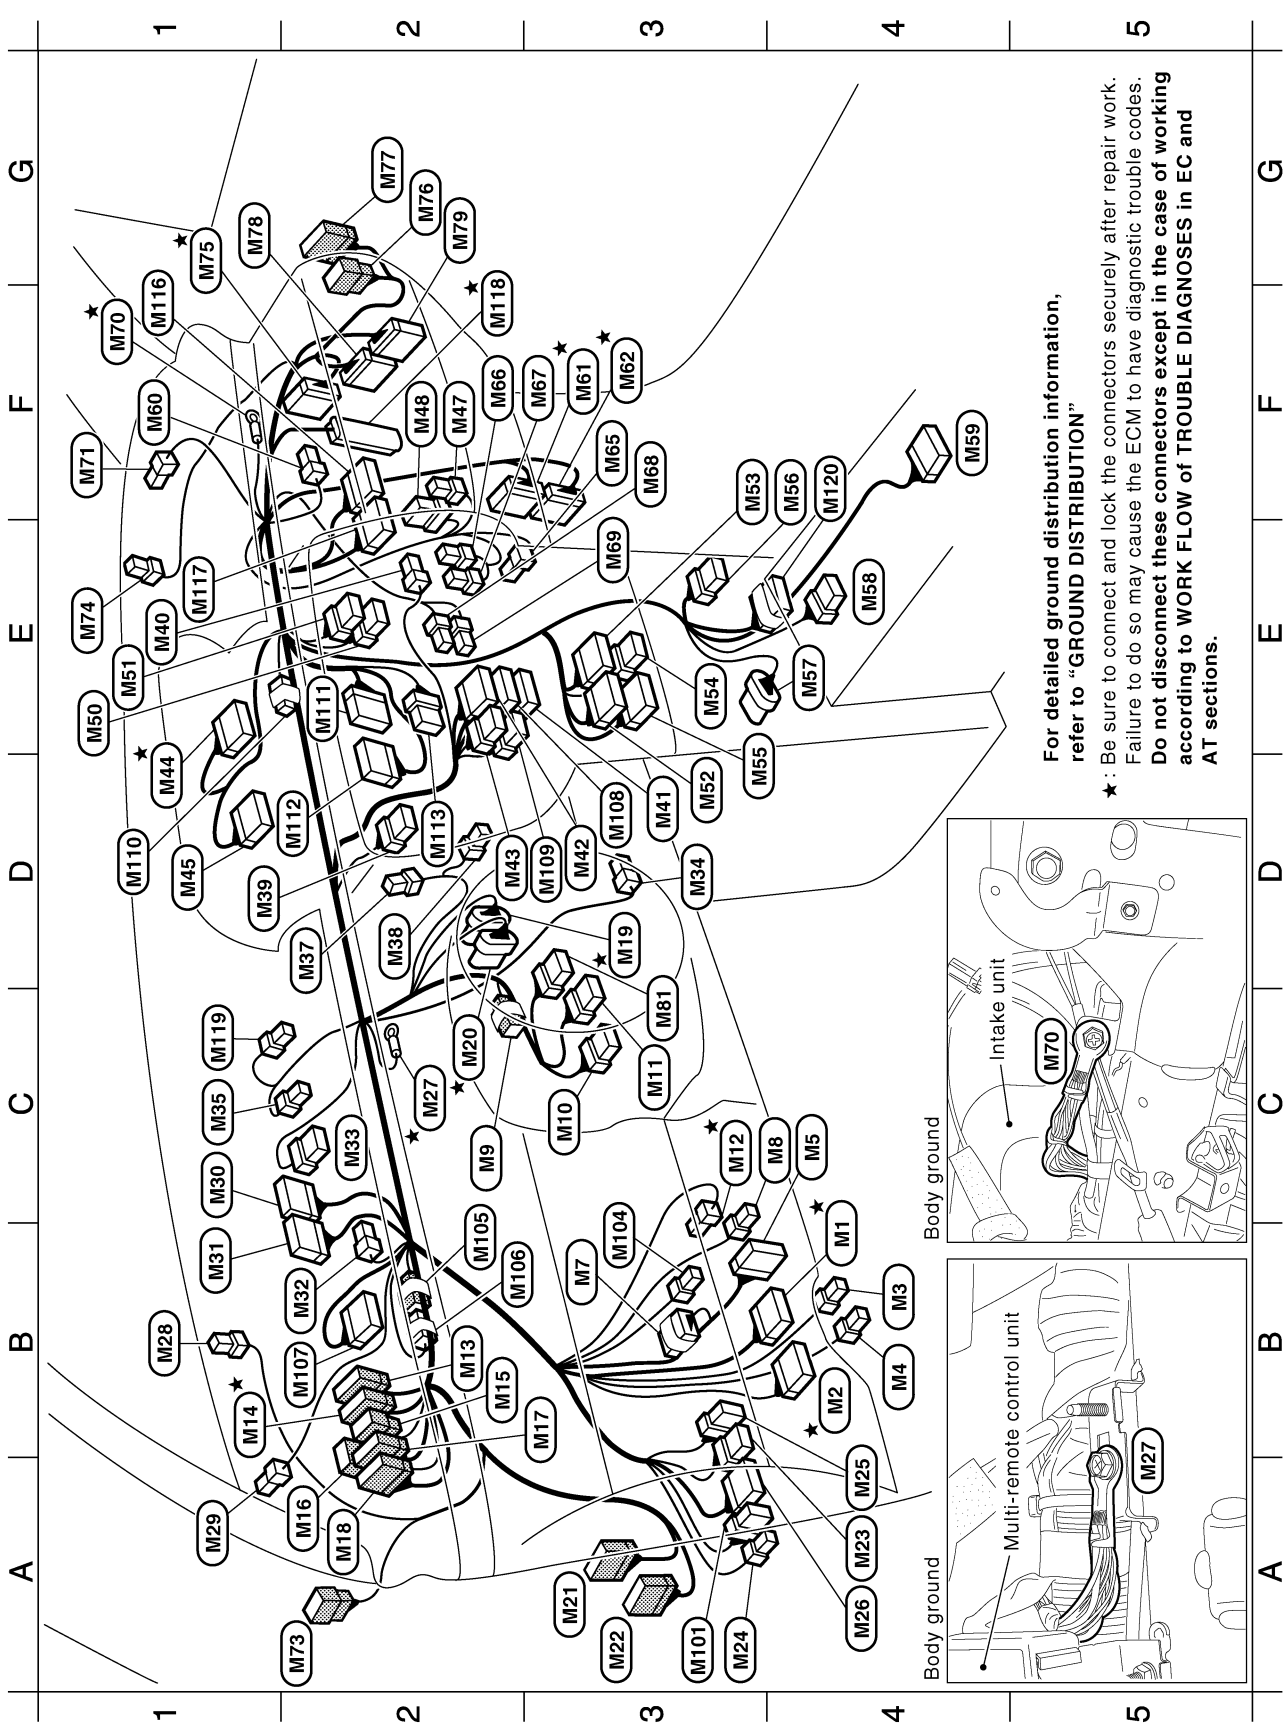 1 2 3 4 5
A B C D E F G
M73
M29
M16
M18
M28
M14 ★
M107
M32
M31
M30
M33
M35
M119
M27 ★
M37
M38
M39
M45
M110
M112
M44 ★
M113
M111
M50
M51
M40
M74
M117
M71
M60
M70 ★
M116
M75 ★
M78
M77
M76
M79
M118 ★
M48
M47
M66
M67
M61 ★
M62 ★
M65
M68
M69
M53
M56
M120
M59
M58
M57
M54
M55
M52
M41
M108
M42
M109
M43
M34
M19 ★
M81
M20 ★
M11
M10
M9
M12 ★
M8
M5
M105
M106
M104
M7
M1 ★
M3
M4
M2 ★
M13
M15
M17
M25
M23
M26
M21
M22
M101
M24
Body ground
Multi-remote control unit
M27
Body ground
Intake unit
M70
For detailed ground distribution information,
refer to "GROUND DISTRIBUTION"
★ : Be sure to connect and lock the connectors securely after repair work.
Failure to do so may cause the ECM to have diagnostic trouble codes.
Do not disconnect these connectors except in the case of working
according to WORK FLOW of TROUBLE DIAGNOSES in EC and
AT sections.
A B C D E F G
1 2 3 4 5